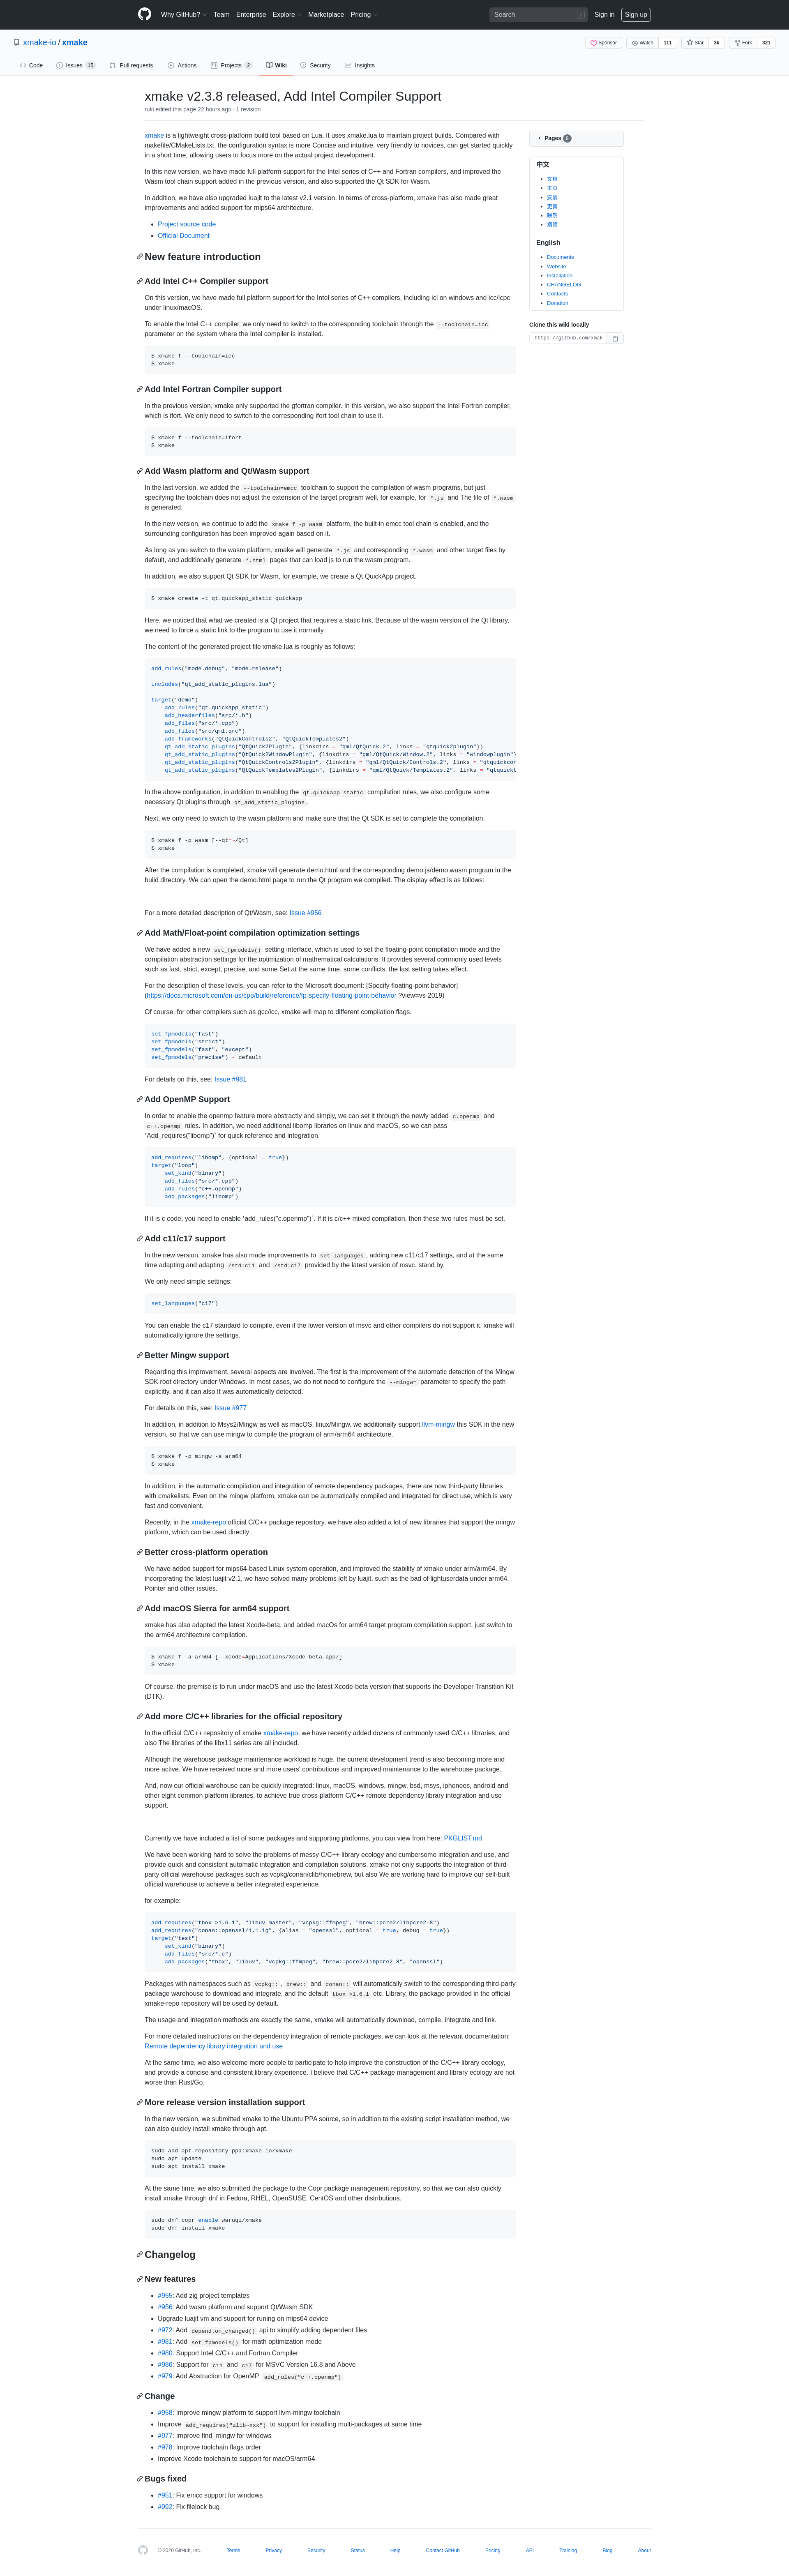 Why GitHub?
Team
Enterprise
Explore
Marketplace
Pricing
Search
/
Sign in
Sign up
xmake-io / xmake
Sponsor
Watch 111
Star 3k
Fork 321
Code
Issues 15
Pull requests
Actions
Projects 2
Wiki
Security
Insights
xmake v2.3.8 released, Add Intel Compiler Support
ruki edited this page 22 hours ago · 1 revision
xmake is a lightweight cross-platform build tool based on Lua. It uses xmake.lua to maintain project builds. Compared with
makefile/CMakeLists.txt, the configuration syntax is more Concise and intuitive, very friendly to novices, can get started quickly
in a short time, allowing users to focus more on the actual project development.
In this new version, we have made full platform support for the Intel series of C++ and Fortran compilers, and improved the
Wasm tool chain support added in the previous version, and also supported the Qt SDK for Wasm.
In addition, we have also upgraded luajit to the latest v2.1 version. In terms of cross-platform, xmake has also made great
improvements and added support for mips64 architecture.
Project source code
Official Document
New feature introduction
Add Intel C++ Compiler support
On this version, we have made full platform support for the Intel series of C++ compilers, including icl on windows and icc/icpc
under linux/macOS.
To enable the Intel C++ compiler, we only need to switch to the corresponding toolchain through the --toolchain=icc
parameter on the system where the Intel compiler is installed.
$ xmake f --toolchain=icc
$ xmake
Add Intel Fortran Compiler support
In the previous version, xmake only supported the gfortran compiler. In this version, we also support the Intel Fortran compiler,
which is ifort. We only need to switch to the corresponding ifort tool chain to use it.
$ xmake f --toolchain=ifort
$ xmake
Add Wasm platform and Qt/Wasm support
In the last version, we added the --toolchain=emcc toolchain to support the compilation of wasm programs, but just
specifying the toolchain does not adjust the extension of the target program well, for example, for *.js and The file of *.wasm
is generated.
In the new version, we continue to add the xmake f -p wasm platform, the built-in emcc tool chain is enabled, and the
surrounding configuration has been improved again based on it.
As long as you switch to the wasm platform, xmake will generate *.js and corresponding *.wasm and other target files by
default, and additionally generate *.html pages that can load js to run the wasm program.
In addition, we also support Qt SDK for Wasm, for example, we create a Qt QuickApp project.
$ xmake create -t qt.quickapp_static quickapp
Here, we noticed that what we created is a Qt project that requires a static link. Because of the wasm version of the Qt library,
we need to force a static link to the program to use it normally.
The content of the generated project file xmake.lua is roughly as follows:
add_rules("mode.debug", "mode.release")
includes("qt_add_static_plugins.lua")
target("demo")
add_rules("qt.quickapp_static")
add_headerfiles("src/*.h")
add_files("src/*.cpp")
add_files("src/qml.qrc")
add_frameworks("QtQuickControls2", "QtQuickTemplates2")
qt_add_static_plugins("QtQuick2Plugin", {linkdirs = "qml/QtQuick.2", links = "qtquick2plugin"})
qt_add_static_plugins("QtQuick2WindowPlugin", {linkdirs = "qml/QtQuick/Window.2", links = "windowplugin"}
qt_add_static_plugins("QtQuickControls2Plugin", {linkdirs = "qml/QtQuick/Controls.2", links = "qtquickcon
qt_add_static_plugins("QtQuickTemplates2Plugin", {linkdirs = "qml/QtQuick/Templates.2", links = "qtquickt
In the above configuration, in addition to enabling the qt.quickapp_static compilation rules, we also configure some
necessary Qt plugins through qt_add_static_plugins .
Next, we only need to switch to the wasm platform and make sure that the Qt SDK is set to complete the compilation.
$ xmake f -p wasm [--qt=~/Qt]
$ xmake
After the compilation is completed, xmake will generate demo.html and the corresponding demo.js/demo.wasm program in the
build directory. We can open the demo.html page to run the Qt program we compiled. The display effect is as follows:
For a more detailed description of Qt/Wasm, see: Issue #956
Add Math/Float-point compilation optimization settings
We have added a new set_fpmodels() setting interface, which is used to set the floating-point compilation mode and the
compilation abstraction settings for the optimization of mathematical calculations. It provides several commonly used levels
such as fast, strict, except, precise, and some Set at the same time, some conflicts, the last setting takes effect.
For the description of these levels, you can refer to the Microsoft document: [Specify floating-point behavior]
(https://docs.microsoft.com/en-us/cpp/build/reference/fp-specify-floating-point-behavior ?view=vs-2019)
Of course, for other compilers such as gcc/icc, xmake will map to different compilation flags.
set_fpmodels("fast")
set_fpmodels("strict")
set_fpmodels("fast", "except")
set_fpmodels("precise") - default
For details on this, see: Issue #981
Add OpenMP Support
In order to enable the openmp feature more abstractly and simply, we can set it through the newly added c.openmp and
c++.openmp rules. In addition, we need additional libomp libraries on linux and macOS, so we can pass
'Add_requires("libomp")` for quick reference and integration.
add_requires("libomp", {optional = true})
target("loop")
set_kind("binary")
add_files("src/*.cpp")
add_rules("c++.openmp")
add_packages("libomp")
If it is c code, you need to enable 'add_rules("c.openmp")`. If it is c/c++ mixed compilation, then these two rules must be set.
Add c11/c17 support
In the new version, xmake has also made improvements to set_languages , adding new c11/c17 settings, and at the same
time adapting and adapting /std:c11 and /std:c17 provided by the latest version of msvc. stand by.
We only need simple settings:
set_languages("c17")
You can enable the c17 standard to compile, even if the lower version of msvc and other compilers do not support it, xmake will
automatically ignore the settings.
Better Mingw support
Regarding this improvement, several aspects are involved. The first is the improvement of the automatic detection of the Mingw
SDK root directory under Windows. In most cases, we do not need to configure the --mingw= parameter to specify the path
explicitly, and it can also It was automatically detected.
For details on this, see: Issue #977
In addition, in addition to Msys2/Mingw as well as macOS, linux/Mingw, we additionally support llvm-mingw this SDK in the new
version, so that we can use mingw to compile the program of arm/arm64 architecture.
$ xmake f -p mingw -a arm64
$ xmake
In addition, in the automatic compilation and integration of remote dependency packages, there are now third-party libraries
with cmakelists. Even on the mingw platform, xmake can be automatically compiled and integrated for direct use, which is very
fast and convenient.
Recently, in the xmake-repo official C/C++ package repository, we have also added a lot of new libraries that support the mingw
platform, which can be used directly .
Better cross-platform operation
We have added support for mips64-based Linux system operation, and improved the stability of xmake under arm/arm64. By
incorporating the latest luajit v2.1, we have solved many problems left by luajit, such as the bad of lightuserdata under arm64.
Pointer and other issues.
Add macOS Sierra for arm64 support
xmake has also adapted the latest Xcode-beta, and added macOs for arm64 target program compilation support, just switch to
the arm64 architecture compilation.
$ xmake f -a arm64 [--xcode=Applications/Xcode-beta.app/]
$ xmake
Of course, the premise is to run under macOS and use the latest Xcode-beta version that supports the Developer Transition Kit
(DTK).
Add more C/C++ libraries for the official repository
In the official C/C++ repository of xmake xmake-repo, we have recently added dozens of commonly used C/C++ libraries, and
also The libraries of the libx11 series are all included.
Although the warehouse package maintenance workload is huge, the current development trend is also becoming more and
more active. We have received more and more users' contributions and improved maintenance to the warehouse package.
And, now our official warehouse can be quickly integrated: linux, macOS, windows, mingw, bsd, msys, iphoneos, android and
other eight common platform libraries, to achieve true cross-platform C/C++ remote dependency library integration and use
support.
Currently we have included a list of some packages and supporting platforms, you can view from here: PKGLIST.md
We have been working hard to solve the problems of messy C/C++ library ecology and cumbersome integration and use, and
provide quick and consistent automatic integration and compilation solutions. xmake not only supports the integration of third-
party official warehouse packages such as vcpkg/conan/clib/homebrew, but also We are working hard to improve our self-built
official warehouse to achieve a better integrated experience.
for example:
add_requires("tbox >1.6.1", "libuv master", "vcpkg::ffmpeg", "brew::pcre2/libpcre2-8")
add_requires("conan::openssl/1.1.1g", {alias = "openssl", optional = true, debug = true})
target("test")
set_kind("binary")
add_files("src/*.c")
add_packages("tbox", "libuv", "vcpkg::ffmpeg", "brew::pcre2/libpcre2-8", "openssl")
Packages with namespaces such as vcpkg:: , brew:: and conan:: will automatically switch to the corresponding third-party
package warehouse to download and integrate, and the default tbox >1.6.1 etc. Library, the package provided in the official
xmake-repo repository will be used by default.
The usage and integration methods are exactly the same, xmake will automatically download, compile, integrate and link.
For more detailed instructions on the dependency integration of remote packages, we can look at the relevant documentation:
Remote dependency library integration and use
At the same time, we also welcome more people to participate to help improve the construction of the C/C++ library ecology,
and provide a concise and consistent library experience. I believe that C/C++ package management and library ecology are not
worse than Rust/Go.
More release version installation support
In the new version, we submitted xmake to the Ubuntu PPA source, so in addition to the existing script installation method, we
can also quickly install xmake through apt.
sudo add-apt-repository ppa:xmake-io/xmake
sudo apt update
sudo apt install xmake
At the same time, we also submitted the package to the Copr package management repository, so that we can also quickly
install xmake through dnf in Fedora, RHEL, OpenSUSE, CentOS and other distributions.
sudo dnf copr enable waruqi/xmake
sudo dnf install xmake
Changelog
New features
#955: Add zig project templates
#956: Add wasm platform and support Qt/Wasm SDK
Upgrade luajit vm and support for runing on mips64 device
#972: Add depend.on_changed() api to simplify adding dependent files
#981: Add set_fpmodels() for math optimization mode
#980: Support Intel C/C++ and Fortran Compiler
#986: Support for c11 and c17 for MSVC Version 16.8 and Above
#979: Add Abstraction for OpenMP. add_rules("c++.openmp")
Change
#958: Improve mingw platform to support llvm-mingw toolchain
Improve add_requires("zlib~xxx") to support for installing multi-packages at same time
#977: Improve find_mingw for windows
#978: Improve toolchain flags order
Improve Xcode toolchain to support for macOS/arm64
Bugs fixed
#951: Fix emcc support for windows
#992: Fix filelock bug
Pages 9
中文
文档
主页
安装
更新
联系
捐赠
English
Documents
Website
Installation
CHANGELOG
Contacts
Donation
Clone this wiki locally
https://github.com/xmak
© 2020 GitHub, Inc.
Terms
Privacy
Security
Status
Help
Contact GitHub
Pricing
API
Training
Blog
About